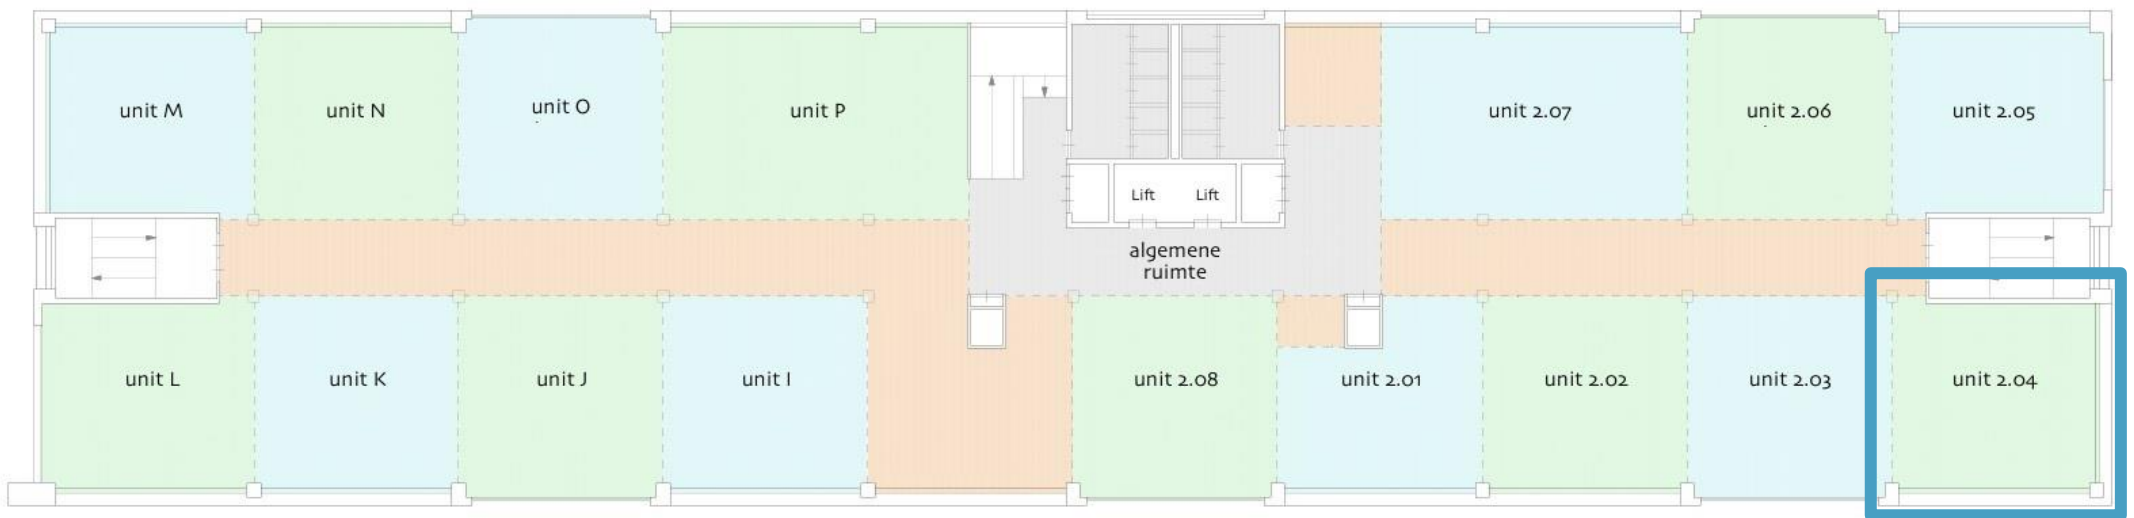 unit M
unit N
unit O
unit P
unit 2.07
unit 2.06
unit 2.05
Lift
Lift
algemene
ruimte
unit L
unit K
unit J
unit I
unit 2.08
unit 2.01
unit 2.02
unit 2.03
unit 2.04